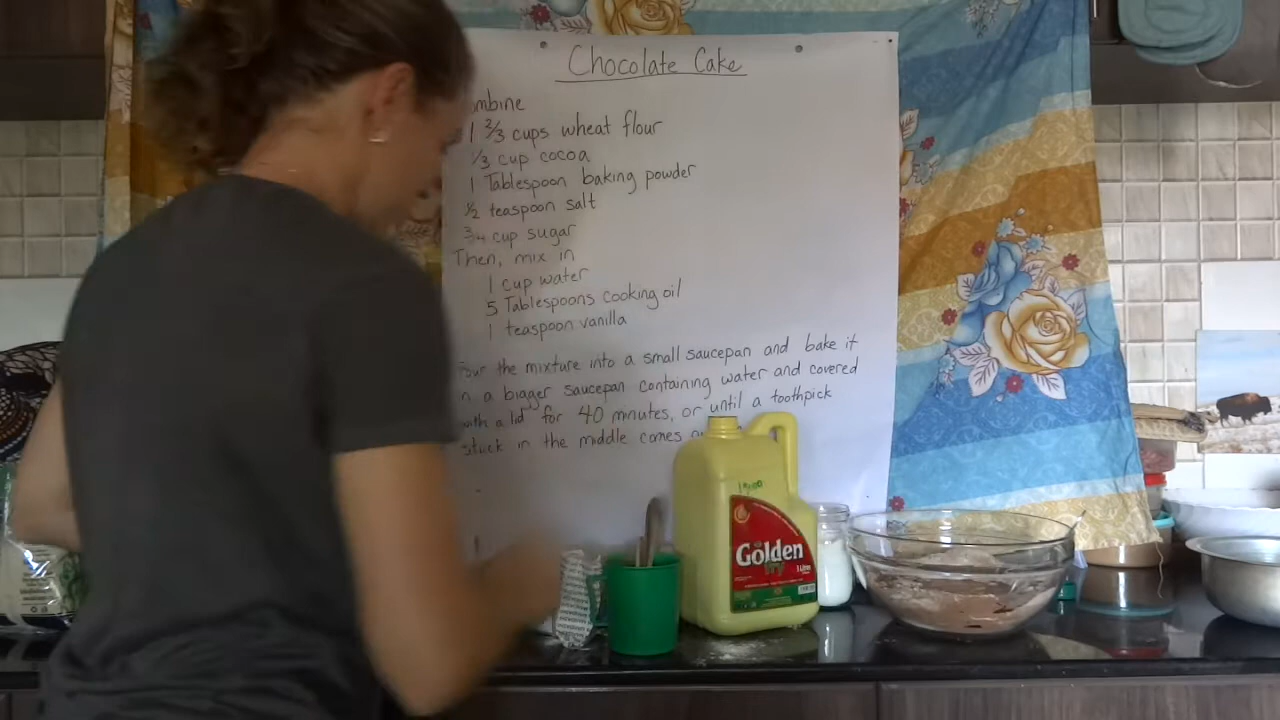 Chocolate Cake
mbine
1 2/3 cups wheat flour
1/3 cup cocoa
1 Tablespoon baking powder
1/2 teaspoon salt
3/4 cup sugar
Then, mix in
1 cup water
5 Tablespoons cooking oil
1 teaspoon vanilla
Pour the mixture into a small saucepan and bake it
n a bigger saucepan containing water and covered
with a lid for 40 minutes, or until a toothpick
stuck in the middle comes
Golden
Fry